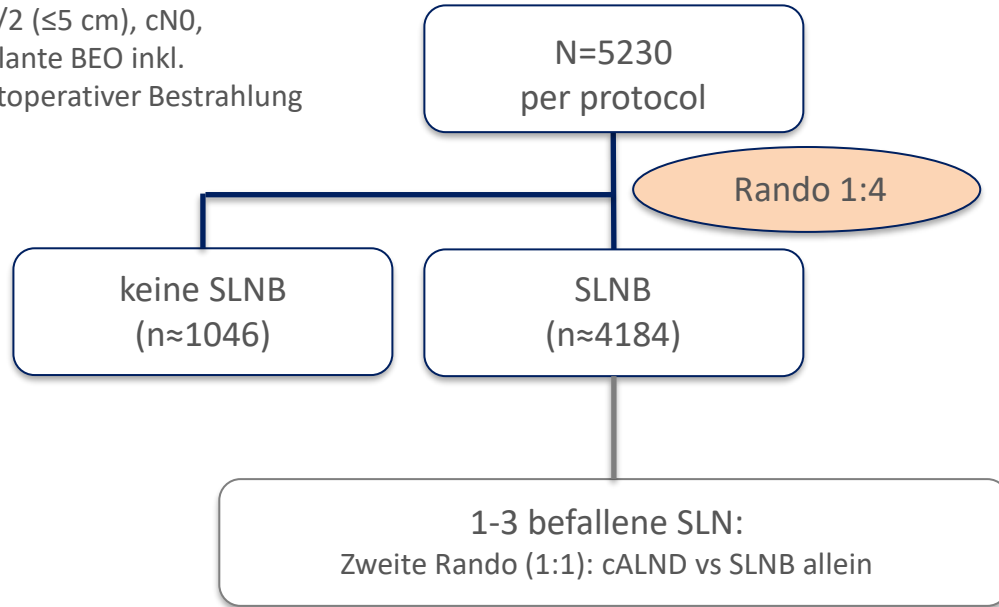 /2 (≤5 cm), cN0,
lante BEO inkl.
toperativer Bestrahlung
N=5230
per protocol
Rando 1:4
keine SLNB
(n≈1046)
SLNB
(n≈4184)
1-3 befallene SLN:
Zweite Rando (1:1): cALND vs SLNB allein